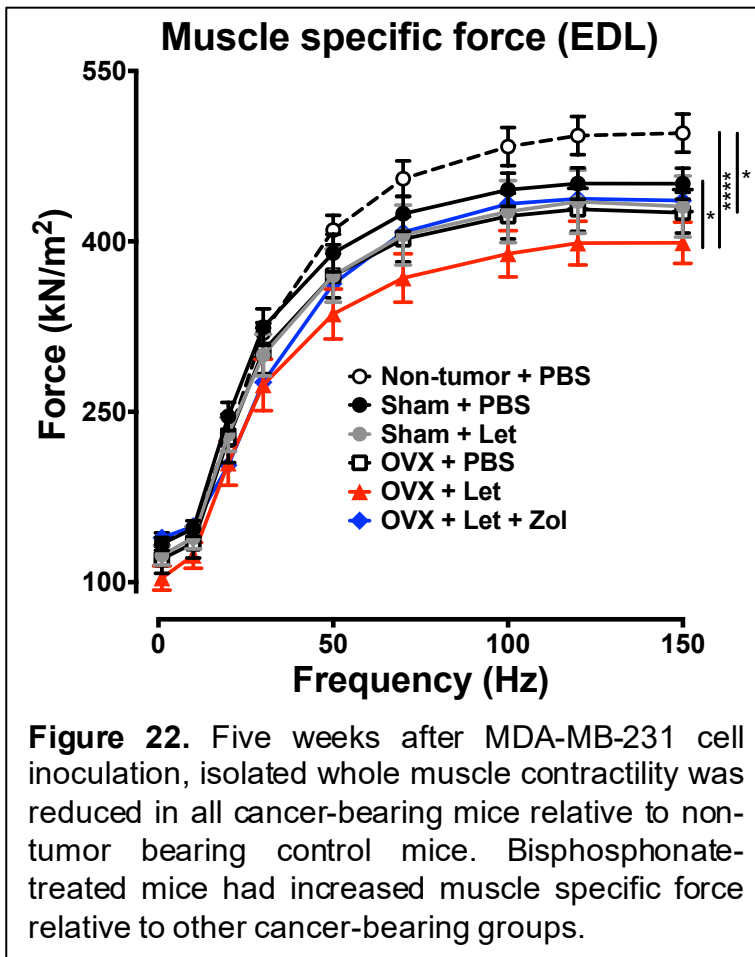 Muscle specific force (EDL)
550
400
250
100
Force (kN/m²)
Non-tumor + PBS
Sham + PBS
Sham + Let
OVX + PBS
OVX + Let
OVX + Let + Zol
*
****
*
0
50
100
150
Frequency (Hz)
Figure 22. Five weeks after MDA-MB-231 cell
inoculation, isolated whole muscle contractility was
reduced in all cancer-bearing mice relative to non-
tumor bearing control mice. Bisphosphonate-
treated mice had increased muscle specific force
relative to other cancer-bearing groups.